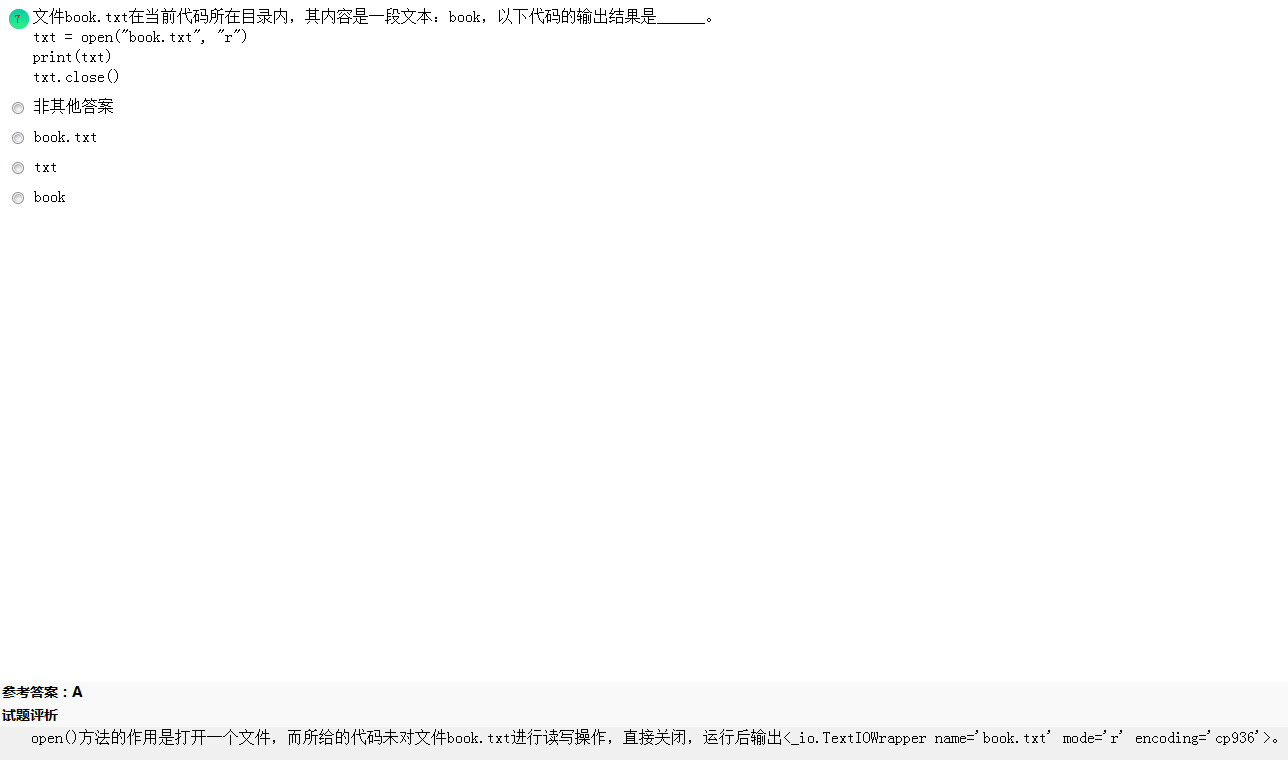 7 文件book.txt在当前代码所在目录内，其内容是一段文本：book，以下代码的输出结果是______。
txt = open("book.txt", "r")
print(txt)
txt.close()
非其他答案
book.txt
txt
book
参考答案：A
试题评析
open()方法的作用是打开一个文件，而所给的代码未对文件book.txt进行读写操作，直接关闭，运行后输出<_io.TextIOWrapper name='book.txt' mode='r' encoding='cp936'>。